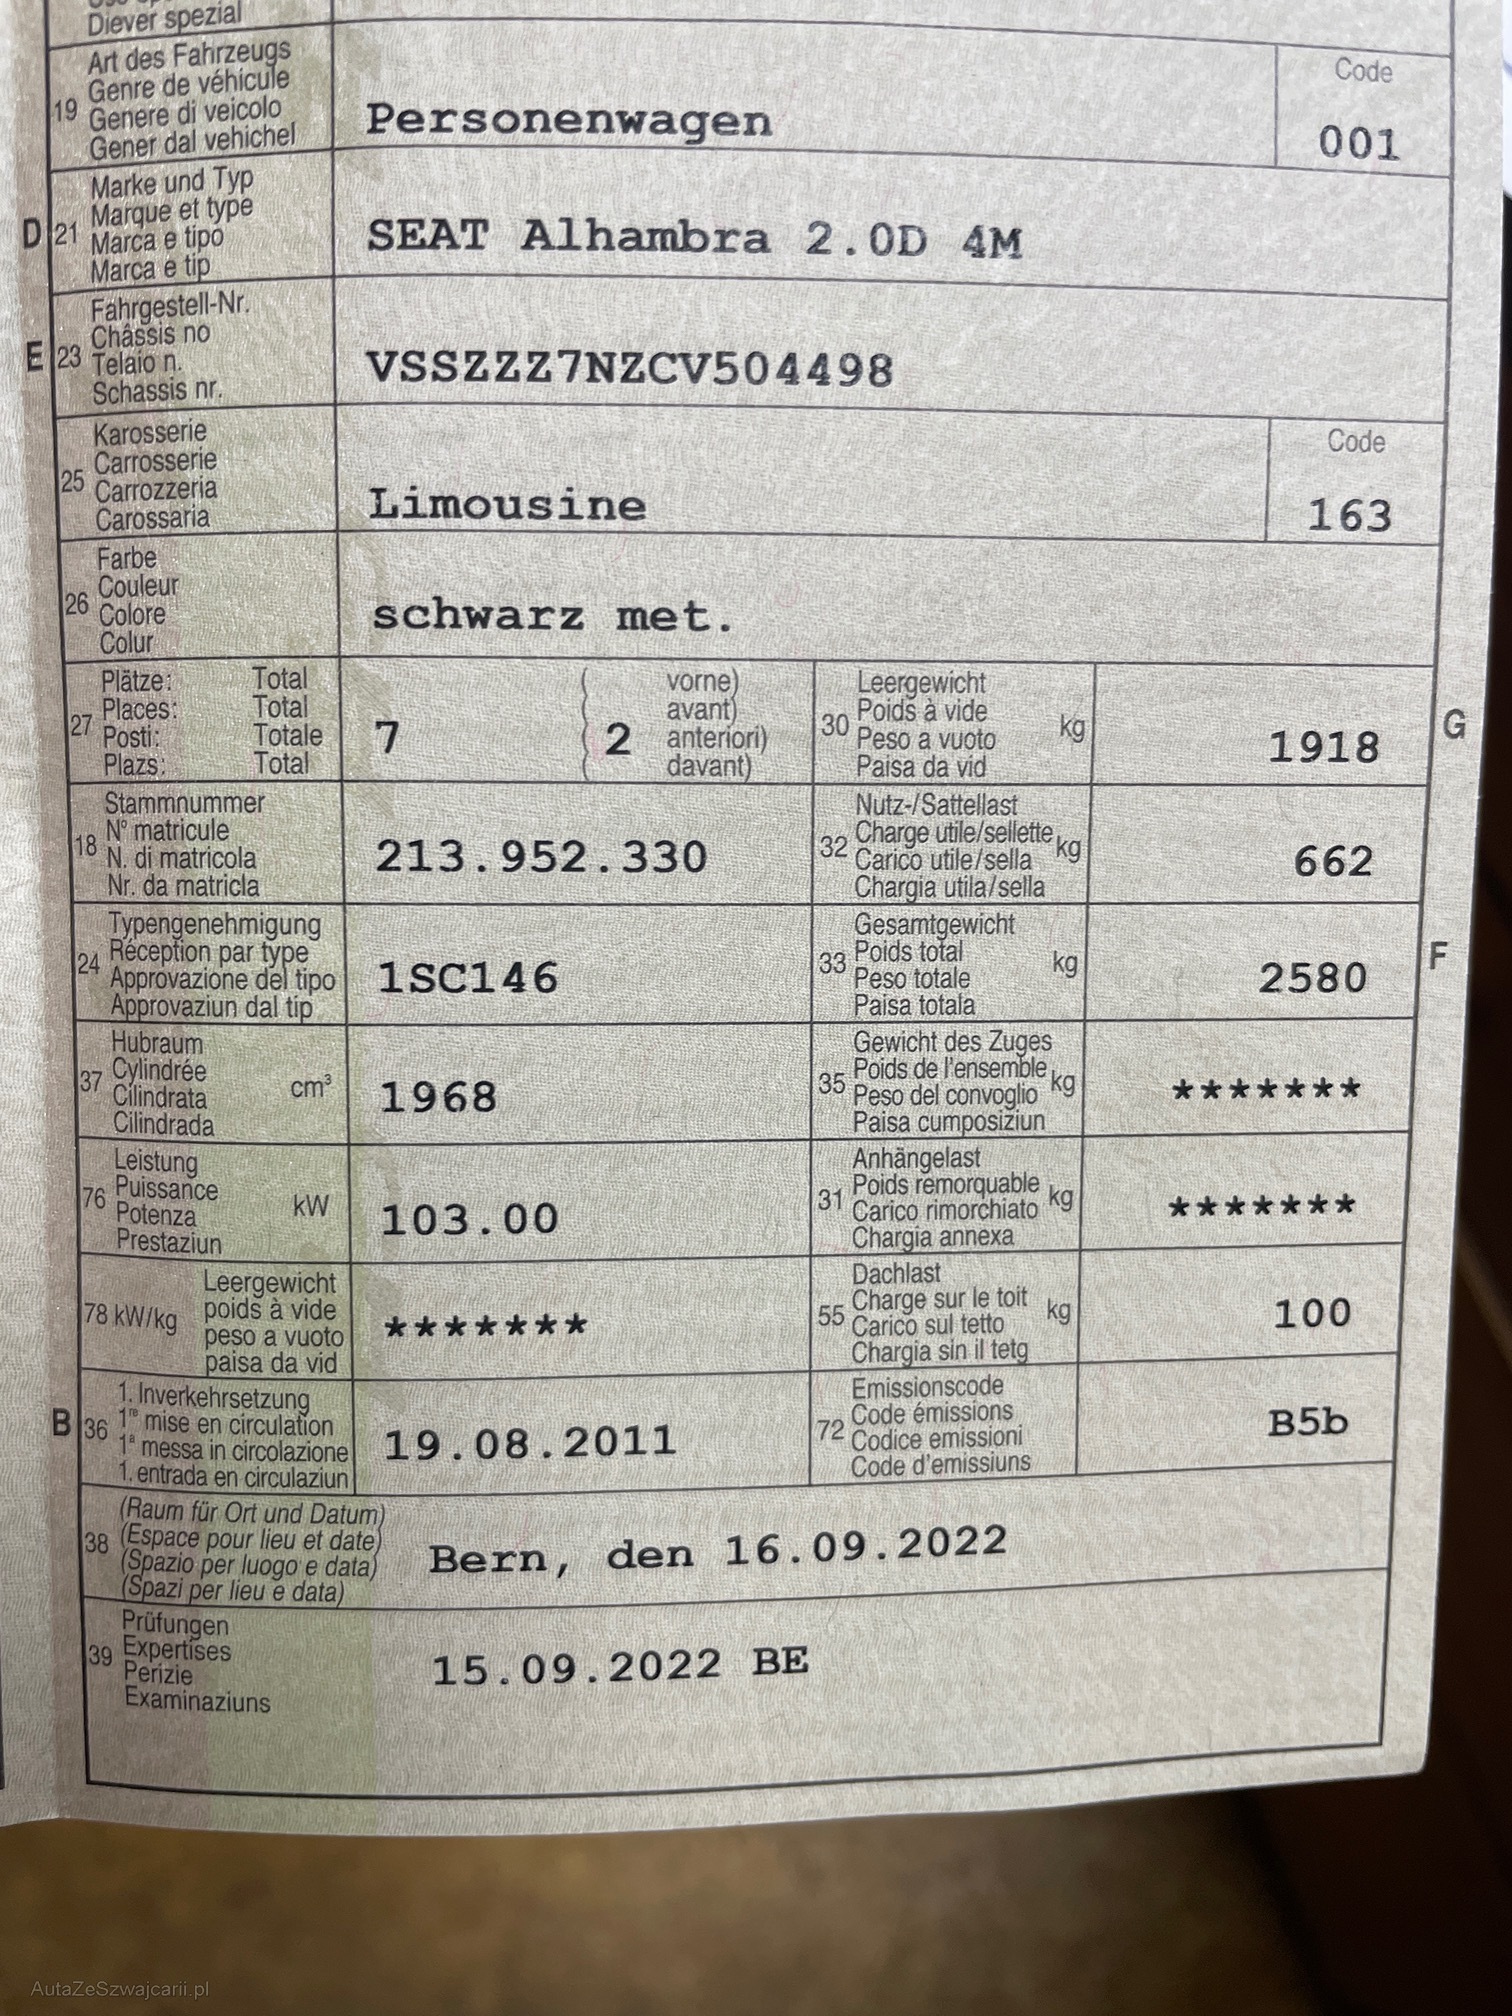 Diever spezial
19 Art des Fahrzeugs
Genre de véhicule
Genere di veicolo
Gener dal vehichel
Personenwagen
Code
001
D 21 Marke und Typ
Marque et type
Marca e tipo
Marca e tip
SEAT Alhambra 2.0D 4M
E 23 Fahrgestell-Nr.
Châssis no
Telaio n.
Schassis nr.
VSSZZZ7NZCV504498
25 Karosserie
Carrosserie
Carrozzeria
Carossaria
Limousine
Code
163
26 Farbe
Couleur
Colore
Colur
schwarz met.
27 Plätze: Total
Places: Total
Posti: Totale
Plazs: Total
7 ( 2 vorne)
avant)
anteriori)
davant)
30 Leergewicht
Poids à vide
Peso a vuoto
Paisa da vid
kg
1918
G
18 Stammnummer
N° matricule
N. di matricola
Nr. da matricla
213.952.330
32 Nutz-/Sattellast
Charge utile/sellette
Carico utile/sella
Chargia utila/sella
kg
662
24 Typengenehmigung
Réception par type
Approvazione del tipo
Approvaziun dal tip
1SC146
33 Gesamtgewicht
Poids total
Peso totale
Paisa totala
kg
2580
F
37 Hubraum
Cylindrée
Cilindrata
Cilindrada
cm³
1968
35 Gewicht des Zuges
Poids de l'ensemble
Peso del convoglio
Paisa cumposiziun
kg
*******
76 Leistung
Puissance
Potenza
Prestaziun
kW
103.00
31 Anhängelast
Poids remorquable
Carico rimorchiato
Chargia annexa
kg
*******
78 kW/kg
Leergewicht
poids à vide
peso a vuoto
paisa da vid
*******
55 Dachlast
Charge sur le toit
Carico sul tetto
Chargia sin il tetg
kg
100
B 36 1. Inverkehrsetzung
1re mise en circulation
1a messa in circolazione
1. entrada en circulaziun
19.08.2011
72 Emissionscode
Code émissions
Codice emissioni
Code d'emissiuns
B5b
38 (Raum für Ort und Datum)
(Espace pour lieu et date)
(Spazio per luogo e data)
(Spazi per lieu e data)
Bern, den 16.09.2022
39 Prüfungen
Expertises
Perizie
Examinaziuns
15.09.2022 BE
AutaZeSzwajcarii.pl